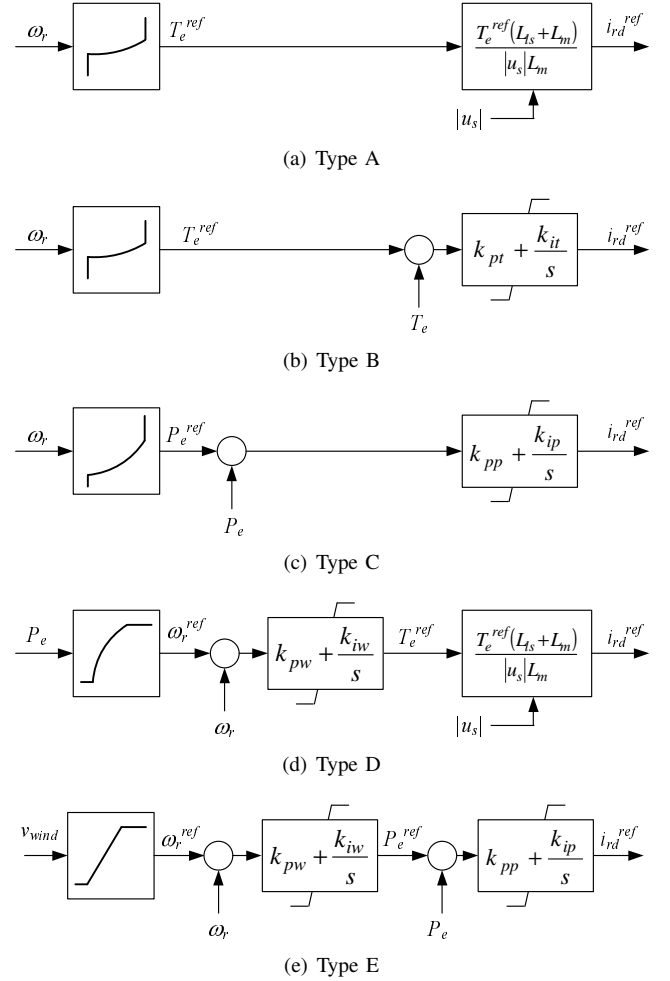 ω_r T_e^ref T_e^ref(L_ls+L_m) / |u_s|L_m i_rd^ref
|u_s|
(a) Type A
ω_r T_e^ref k_pt + k_it / s i_rd^ref
T_e
(b) Type B
ω_r P_e^ref k_pp + k_ip / s i_rd^ref
P_e
(c) Type C
P_e ω_r^ref k_pw + k_iw / s T_e^ref T_e^ref(L_ls+L_m) / |u_s|L_m i_rd^ref
ω_r |u_s|
(d) Type D
v_wind ω_r^ref k_pw + k_iw / s P_e^ref k_pp + k_ip / s i_rd^ref
ω_r P_e
(e) Type E